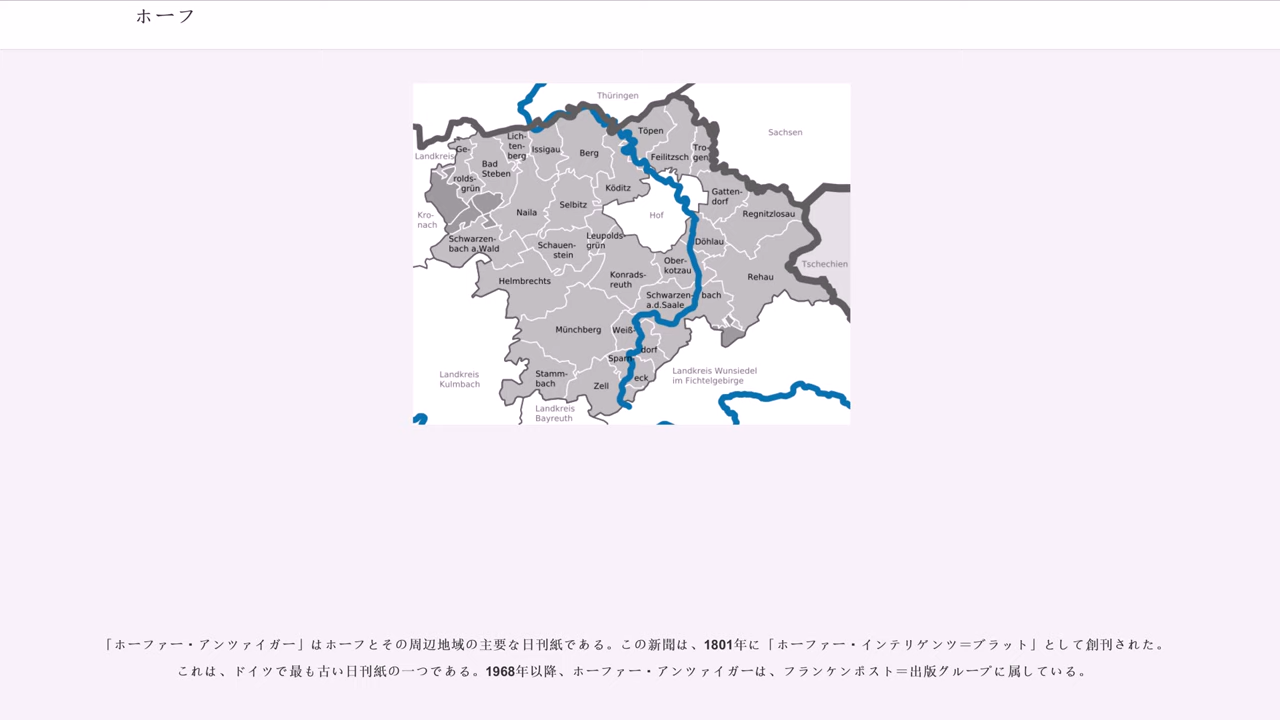 ホーフ
Thüringen
Sachsen
Töpen
Lich-
ten-
berg
Issigau
Berg
Ge-
rolds-
grün
Landkreis
Kro-
nach
Bad
Steben
Feilitzsch
Tro-
gen
Köditz
Gatten-
dorf
Naila
Selbitz
Hof
Regnitzlosau
Schwarzen-
bach a.Wald
Schauen-
stein
Leupolds-
grün
Döhlau
Tschechien
Helmbrechts
Konrads-
reuth
Ober-
kotzau
Rehau
Schwarzen- bach
a.d.Saale
Münchberg
Weiß-
dorf
Sparn
eck
Stamm-
bach
Zell
Landkreis
Kulmbach
Landkreis Wunsiedel
im Fichtelgebirge
Landkreis
Bayreuth
「ホーファー・アンツァイガー」はホーフとその周辺地域の主要な日刊紙である。この新聞は、1801年に「ホーファー・インテリゲンツ＝ブラット」として創刊された。
これは、ドイツで最も古い日刊紙の一つである。1968年以降、ホーファー・アンツァイガーは、フランケンポスト＝出版グループに属している。